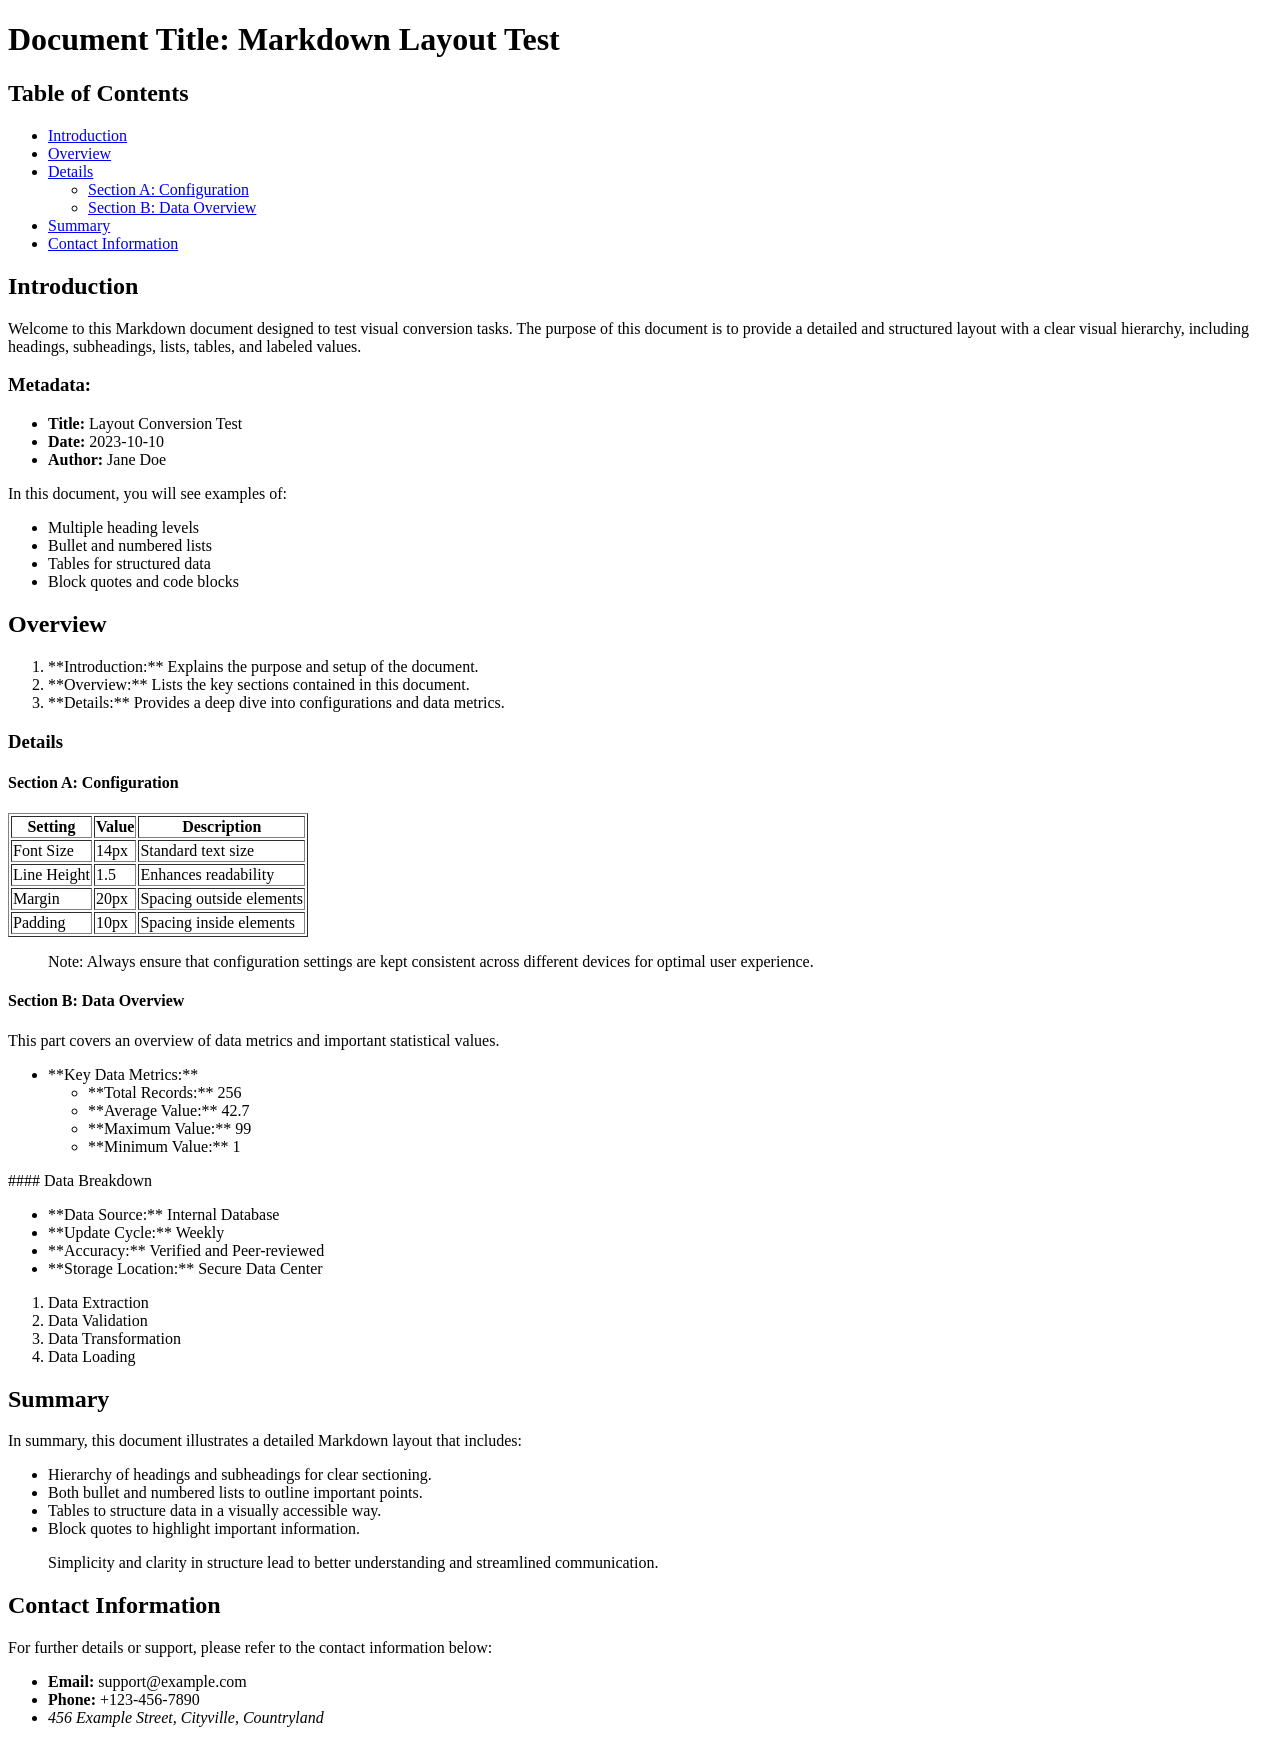 Document Title: Markdown Layout Test
Table of Contents
Introduction
Overview
Details
Section A: Configuration
Section B: Data Overview
Summary
Contact Information
Introduction
Welcome to this Markdown document designed to test visual conversion tasks. The purpose of this document is to provide a detailed and structured layout with a clear visual hierarchy, including
headings, subheadings, lists, tables, and labeled values.
Metadata:
Title: Layout Conversion Test
Date: 2023-10-10
Author: Jane Doe
In this document, you will see examples of:
Multiple heading levels
Bullet and numbered lists
Tables for structured data
Block quotes and code blocks
Overview
1. **Introduction:** Explains the purpose and setup of the document.
2. **Overview:** Lists the key sections contained in this document.
3. **Details:** Provides a deep dive into configurations and data metrics.
Details
Section A: Configuration
Setting Value Description
Font Size 14px Standard text size
Line Height 1.5 Enhances readability
Margin 20px Spacing outside elements
Padding 10px Spacing inside elements
Note: Always ensure that configuration settings are kept consistent across different devices for optimal user experience.
Section B: Data Overview
This part covers an overview of data metrics and important statistical values.
**Key Data Metrics:**
**Total Records:** 256
**Average Value:** 42.7
**Maximum Value:** 99
**Minimum Value:** 1
#### Data Breakdown
**Data Source:** Internal Database
**Update Cycle:** Weekly
**Accuracy:** Verified and Peer-reviewed
**Storage Location:** Secure Data Center
1. Data Extraction
2. Data Validation
3. Data Transformation
4. Data Loading
Summary
In summary, this document illustrates a detailed Markdown layout that includes:
Hierarchy of headings and subheadings for clear sectioning.
Both bullet and numbered lists to outline important points.
Tables to structure data in a visually accessible way.
Block quotes to highlight important information.
Simplicity and clarity in structure lead to better understanding and streamlined communication.
Contact Information
For further details or support, please refer to the contact information below:
Email: support@example.com
Phone: +123-456-7890
456 Example Street, Cityville, Countryland